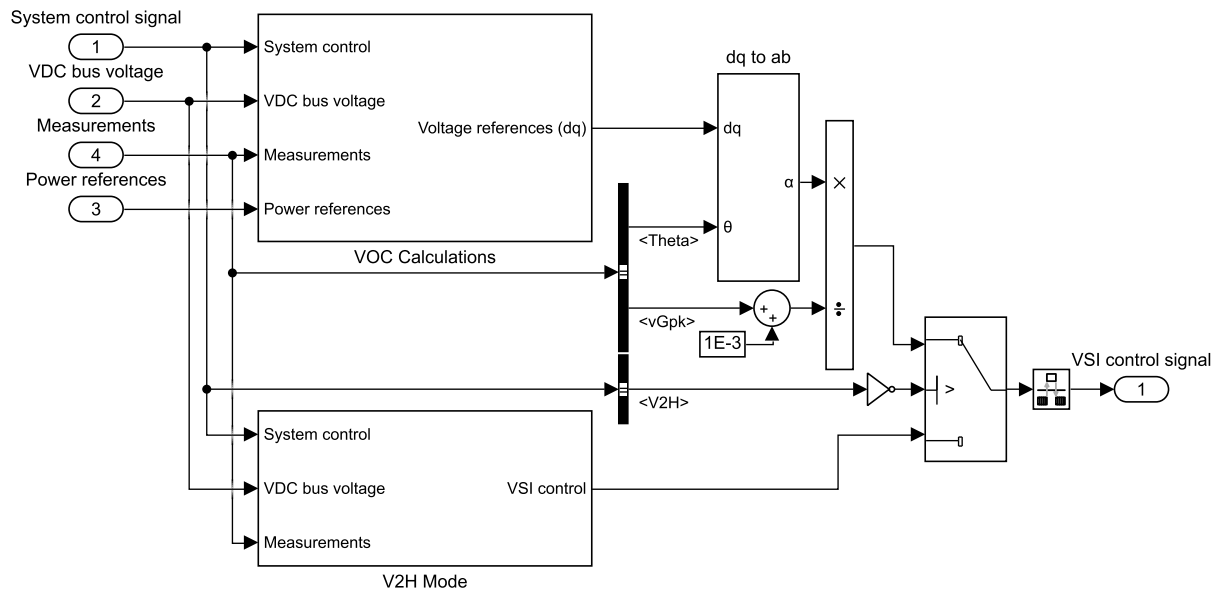 System control signal
1
VDC bus voltage
2
Measurements
4
Power references
3
System control
VDC bus voltage
Measurements
Power references
Voltage references (dq)
VOC Calculations
dq to ab
dq
θ
α
×
÷
<Theta>
<vGpk>
+
+
1E-3
<V2H>
>
VSI control signal
1
System control
VDC bus voltage
Measurements
VSI control
V2H Mode